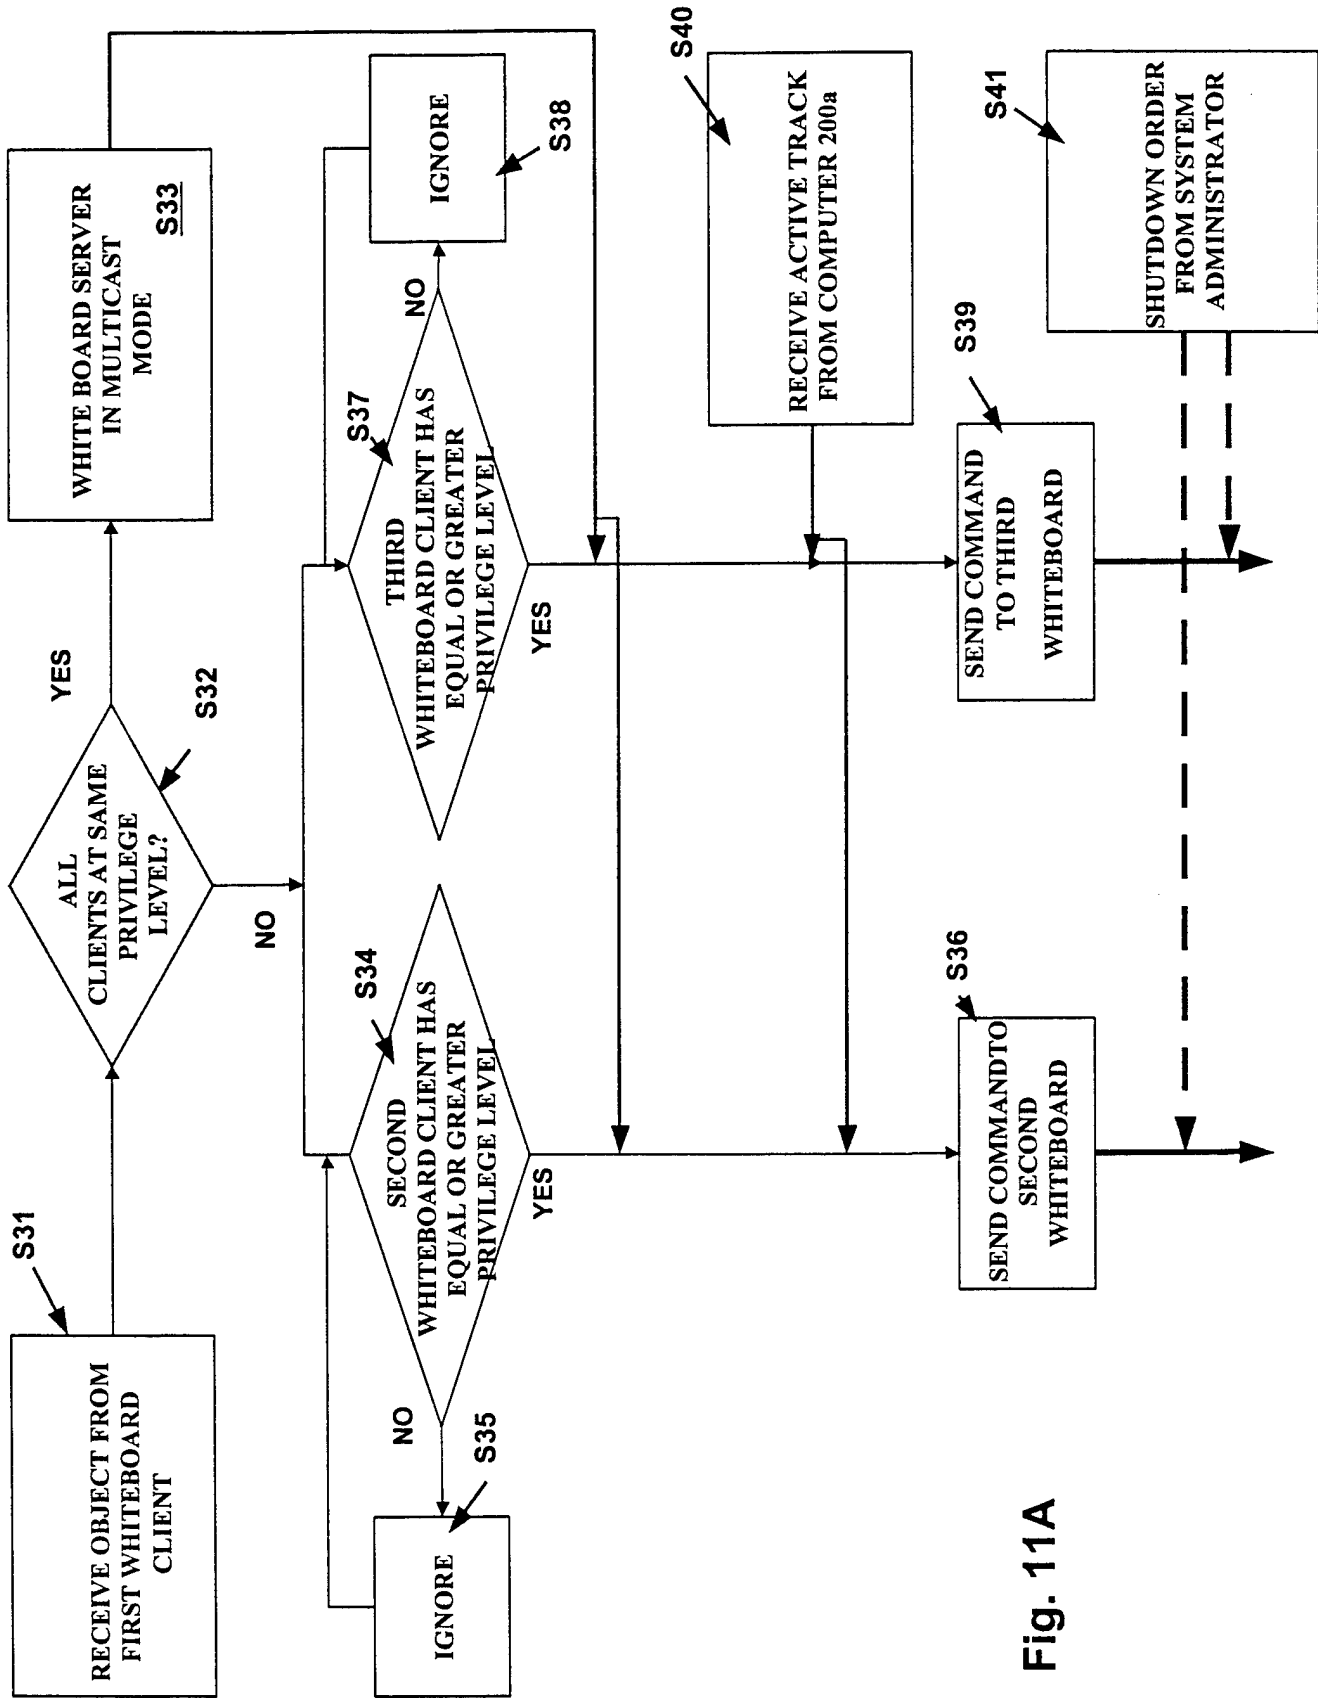 S31
RECEIVE OBJECT FROM
FIRST WHITEBOARD
CLIENT
ALL
CLIENTS AT SAME
PRIVILEGE
LEVEL?
S32
YES
NO
WHITE BOARD SERVER
IN MULTICAST
MODE
S33
S34
SECOND
WHITEBOARD CLIENT HAS
EQUAL OR GREATER
PRIVILEGE LEVEL
NO
YES
IGNORE
S35
S37
THIRD
WHITEBOARD CLIENT HAS
EQUAL OR GREATER
PRIVILEGE LEVEL
NO
YES
IGNORE
S38
S40
RECEIVE ACTIVE TRACK
FROM COMPUTER 200a
S36
SEND COMMANDTO
SECOND
WHITEBOARD
S39
SEND COMMAND
TO THIRD
WHITEBOARD
S41
SHUTDOWN ORDER
FROM SYSTEM
ADMINISTRATOR
Fig. 11A